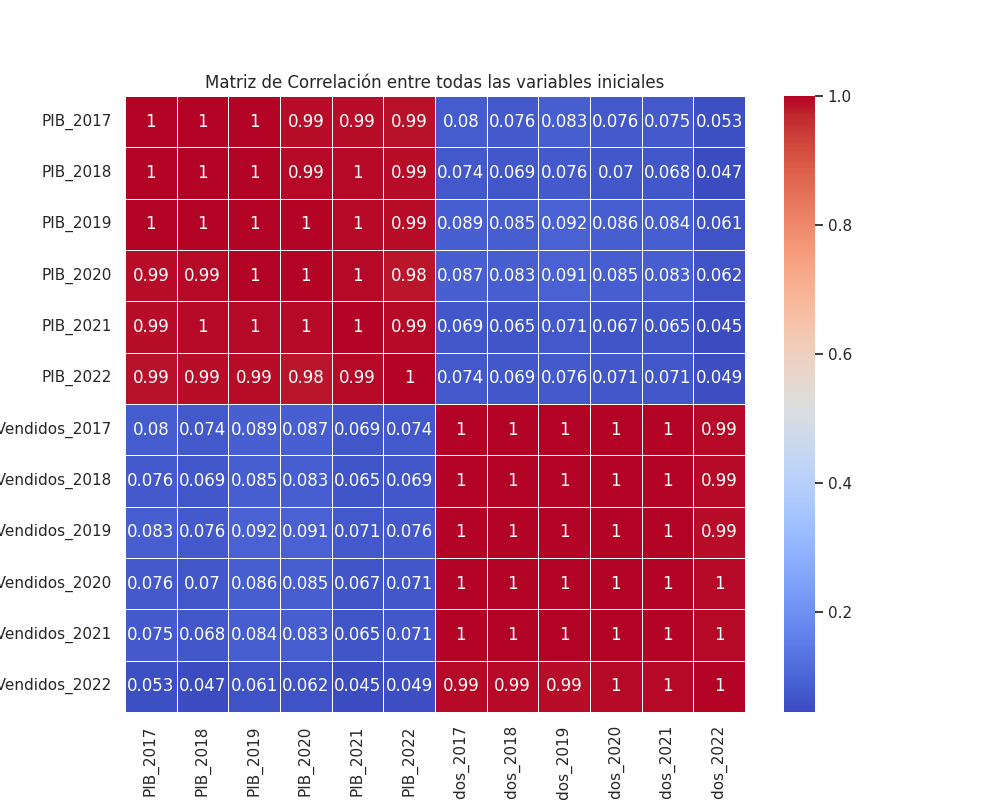 Matriz de Correlación entre todas las variables iniciales
PIB_2017 1 1 1 0.99 0.99 0.99 0.08 0.076 0.083 0.076 0.075 0.053
PIB_2018 1 1 1 0.99 1 0.99 0.074 0.069 0.076 0.07 0.068 0.047
PIB_2019 1 1 1 1 1 0.99 0.089 0.085 0.092 0.086 0.084 0.061
PIB_2020 0.99 0.99 1 1 1 0.98 0.087 0.083 0.091 0.085 0.083 0.062
PIB_2021 0.99 1 1 1 1 0.99 0.069 0.065 0.071 0.067 0.065 0.045
PIB_2022 0.99 0.99 0.99 0.98 0.99 1 0.074 0.069 0.076 0.071 0.071 0.049
Vendidos_2017 0.08 0.074 0.089 0.087 0.069 0.074 1 1 1 1 1 0.99
Vendidos_2018 0.076 0.069 0.085 0.083 0.065 0.069 1 1 1 1 1 0.99
Vendidos_2019 0.083 0.076 0.092 0.091 0.071 0.076 1 1 1 1 1 0.99
Vendidos_2020 0.076 0.07 0.086 0.085 0.067 0.071 1 1 1 1 1 1
Vendidos_2021 0.075 0.068 0.084 0.083 0.065 0.071 1 1 1 1 1 1
Vendidos_2022 0.053 0.047 0.061 0.062 0.045 0.049 0.99 0.99 0.99 1 1 1
PIB_2017
PIB_2018
PIB_2019
PIB_2020
PIB_2021
PIB_2022
dos_2017
dos_2018
dos_2019
dos_2020
dos_2021
dos_2022
1.0
0.8
0.6
0.4
0.2